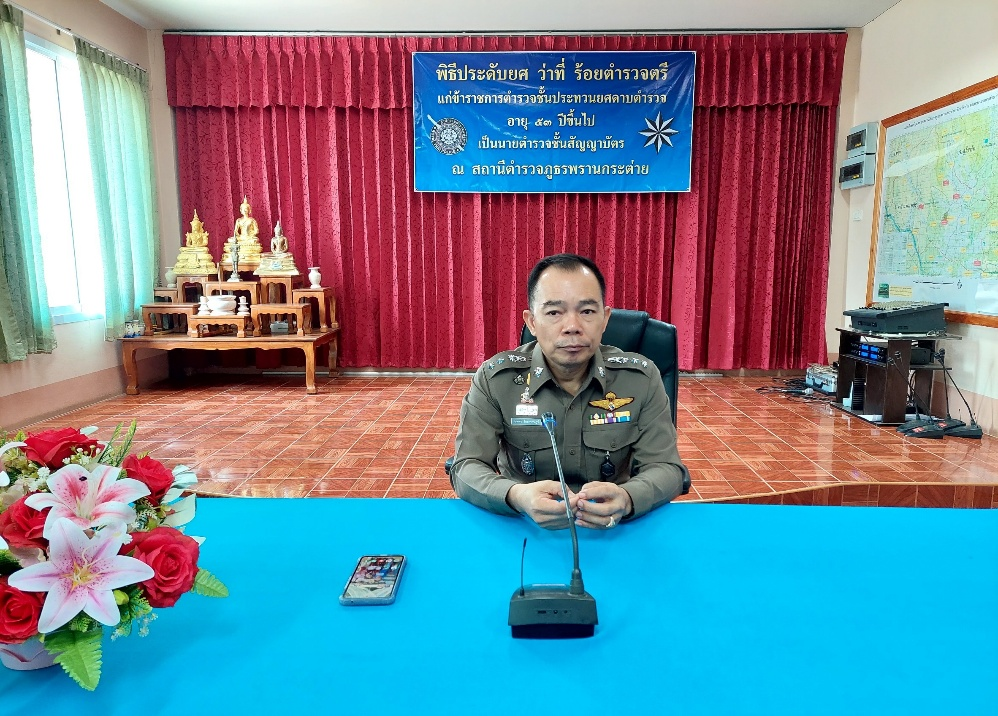 พิธีประดับยศ ว่าที่ ร้อยตำรวจตรี
แก่ข้าราชการตำรวจชั้นประทวนยศดาบตำรวจ
อายุ ๕๓ ปีขึ้นไป
เป็นนายตำรวจชั้นสัญญาบัตร
ณ สถานีตำรวจภูธรพรานกระต่าย